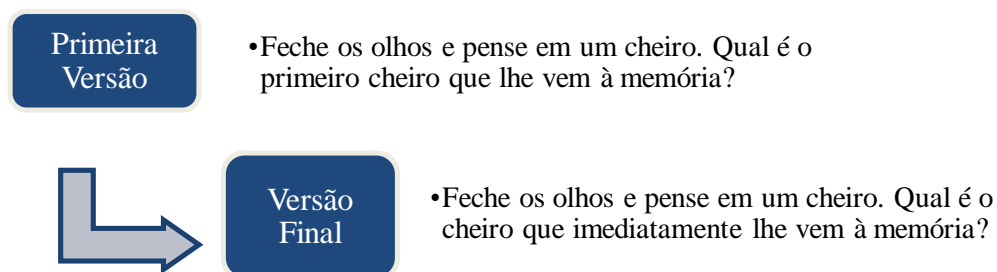 Primeira
Versão
•Feche os olhos e pense em um cheiro. Qual é o
primeiro cheiro que lhe vem à memória?
Versão
Final
•Feche os olhos e pense em um cheiro. Qual é o
cheiro que imediatamente lhe vem à memória?